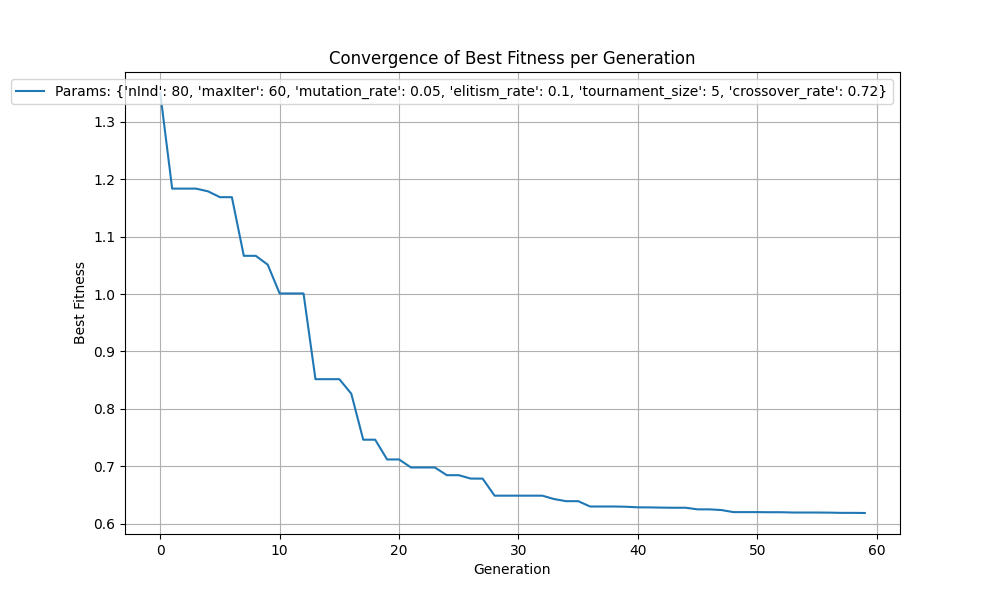 Convergence of Best Fitness per Generation
Params: {'nInd': 80, 'maxIter': 60, 'mutation_rate': 0.05, 'elitism_rate': 0.1, 'tournament_size': 5, 'crossover_rate': 0.72}
1.3
1.2
1.1
1.0
0.9
0.8
0.7
0.6
Best Fitness
0 10 20 30 40 50 60
Generation